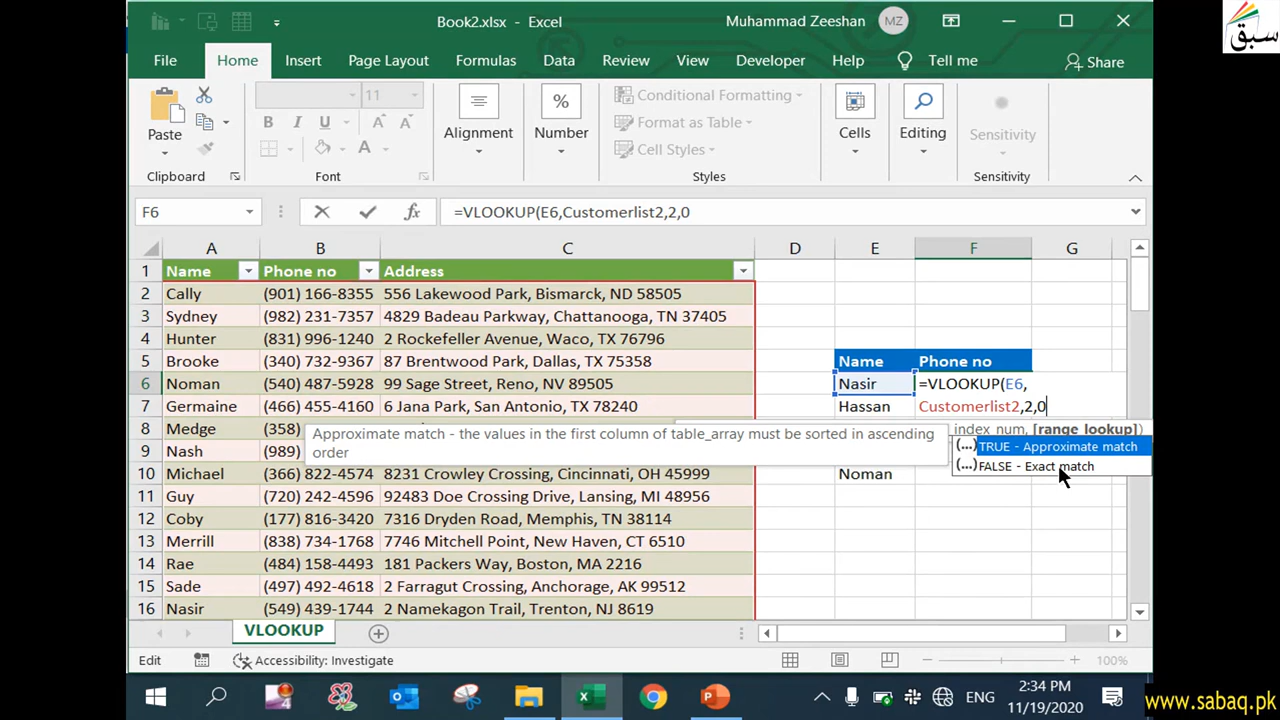 Book2.xlsx - Excel
Muhammad Zeeshan
MZ
سبق
File Home Insert Page Layout Formulas Data Review View Developer Help Tell me Share
11
Paste
B I U A A
A
Alignment
%
Number
Conditional Formatting
Format as Table
Cell Styles
Cells
Editing
Sensitivity
Clipboard Font Styles Sensitivity
F6
fx
=VLOOKUP(E6,Customerlist2,2,0
A B C D E F G
1 Name Phone no Address
2 Cally (901) 166-8355 556 Lakewood Park, Bismarck, ND 58505
3 Sydney (982) 231-7357 4829 Badeau Parkway, Chattanooga, TN 37405
4 Hunter (831) 996-1240 2 Rockefeller Avenue, Waco, TX 76796
5 Brooke (340) 732-9367 87 Brentwood Park, Dallas, TX 75358 Name Phone no
6 Noman (540) 487-5928 99 Sage Street, Reno, NV 89505 Nasir =VLOOKUP(E6,
7 Germaine (466) 455-4160 6 Jana Park, San Antonio, TX 78240 Hassan Customerlist2,2,0
8 Medge (358) index_num, [range_lookup])
Approximate match - the values in the first column of table_array must be sorted in ascending
order
(...) TRUE - Approximate match
(...) FALSE - Exact match
9 Nash (989)
10 Michael (366) 822-4574 8231 Crowley Crossing, Cincinnati, OH 45999 Noman
11 Guy (720) 242-4596 92483 Doe Crossing Drive, Lansing, MI 48956
12 Coby (177) 816-3420 7316 Dryden Road, Memphis, TN 38114
13 Merrill (838) 734-1768 7746 Mitchell Point, New Haven, CT 6510
14 Rae (484) 158-4493 181 Packers Way, Boston, MA 2216
15 Sade (497) 492-4618 2 Farragut Crossing, Anchorage, AK 99512
16 Nasir (549) 439-1744 2 Namekagon Trail, Trenton, NJ 8619
VLOOKUP
Edit
Accessibility: Investigate
100%
4
ENG
2:34 PM
11/19/2020
www.sabaq.pk